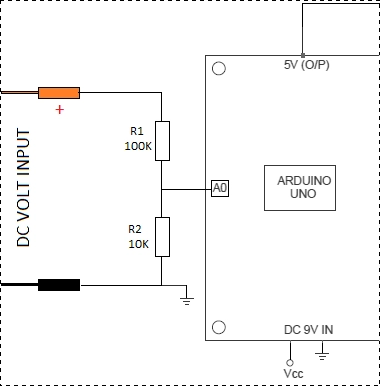 5V (O/P)
+
R1
100K
DC VOLT INPUT
A0
ARDUINO
UNO
R2
10K
DC 9V IN
Vcc